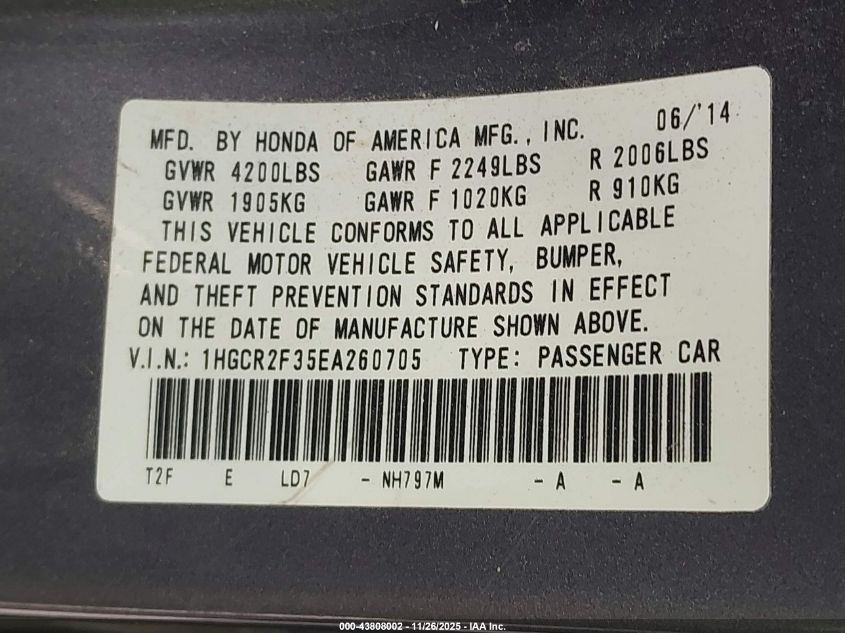 06/'14
MFD. BY HONDA OF AMERICA MFG., INC.
GVWR 4200LBS GAWR F 2249LBS R 2006LBS
GVWR 1905KG GAWR F 1020KG R 910KG
THIS VEHICLE CONFORMS TO ALL APPLICABLE
FEDERAL MOTOR VEHICLE SAFETY, BUMPER,
AND THEFT PREVENTION STANDARDS IN EFFECT
ON THE DATE OF MANUFACTURE SHOWN ABOVE.
V.I.N.: 1HGCR2F35EA260705 TYPE: PASSENGER CAR
T2F E LD7 - NH797M - A - A
000-43808002 - 11/26/2025 - IAA Inc.